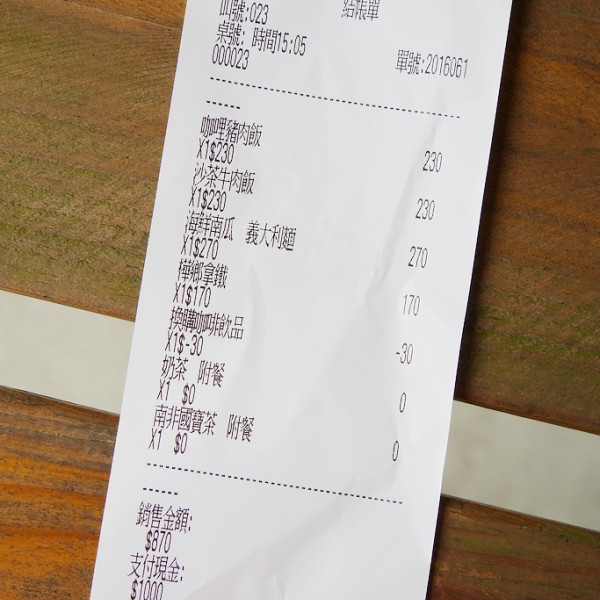 叫號:023 結帳單
桌號: 時間15:05
000023 單號:2016061
咖哩豬肉飯
X1$230 230
沙茶牛肉飯
X1$230 230
海鮮南瓜 義大利麵
X1$270 270
樺鄉拿鐵
X1$170 170
換購咖啡飲品
X1$-30 -30
奶茶 附餐
X1 $0 0
南非國寶茶 附餐
X1 $0 0
銷售金額:
$870
支付現金:
$1000